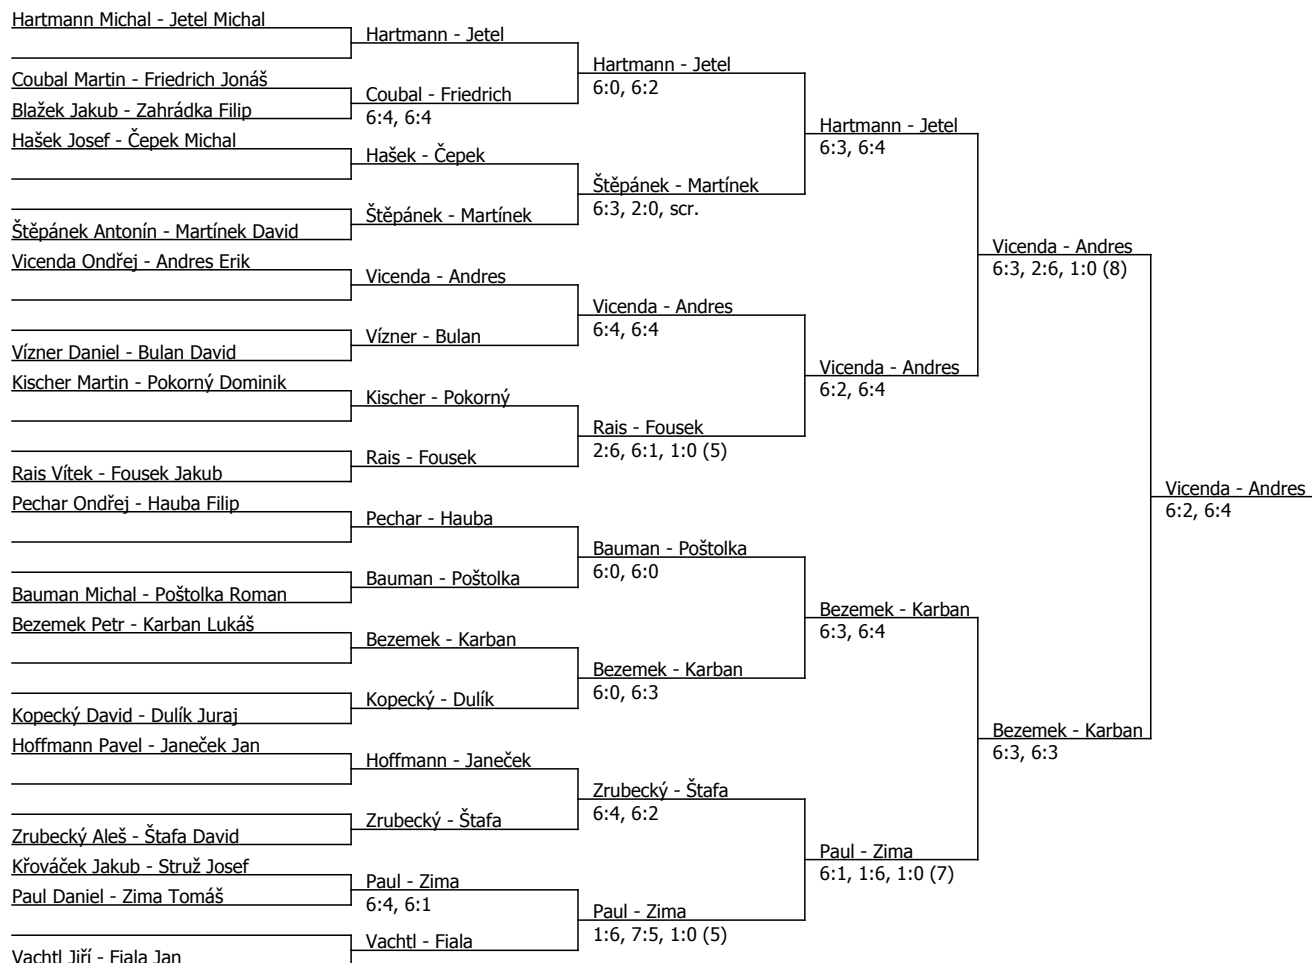 Hartmann Michal - Jetel Michal
Hartmann - Jetel
Hartmann - Jetel
6:0, 6:2
Coubal Martin - Friedrich Jonáš
Coubal - Friedrich
6:4, 6:4
Blažek Jakub - Zahrádka Filip
Hartmann - Jetel
6:3, 6:4
Hašek Josef - Čepek Michal
Hašek - Čepek
Štěpánek - Martínek
6:3, 2:0, scr.
Štěpánek - Martínek
Štěpánek Antonín - Martínek David
Vicenda - Andres
6:3, 2:6, 1:0 (8)
Vicenda Ondřej - Andres Erik
Vicenda - Andres
Vicenda - Andres
6:4, 6:4
Vízner - Bulan
Vízner Daniel - Bulan David
Vicenda - Andres
6:2, 6:4
Kischer Martin - Pokorný Dominik
Kischer - Pokorný
Rais - Fousek
2:6, 6:1, 1:0 (5)
Rais - Fousek
Rais Vítek - Fousek Jakub
Vicenda - Andres
6:2, 6:4
Pechar Ondřej - Hauba Filip
Pechar - Hauba
Bauman - Poštolka
6:0, 6:0
Bauman - Poštolka
Bauman Michal - Poštolka Roman
Bezemek - Karban
6:3, 6:4
Bezemek Petr - Karban Lukáš
Bezemek - Karban
Bezemek - Karban
6:0, 6:3
Kopecký - Dulík
Kopecký David - Dulík Juraj
Bezemek - Karban
6:3, 6:3
Hoffmann Pavel - Janeček Jan
Hoffmann - Janeček
Zrubecký - Štafa
6:4, 6:2
Zrubecký - Štafa
Zrubecký Aleš - Štafa David
Paul - Zima
6:1, 1:6, 1:0 (7)
Křováček Jakub - Struž Josef
Paul - Zima
6:4, 6:1
Paul Daniel - Zima Tomáš
Paul - Zima
1:6, 7:5, 1:0 (5)
Vachtl - Fiala
Vachtl Jiří - Fiala Jan